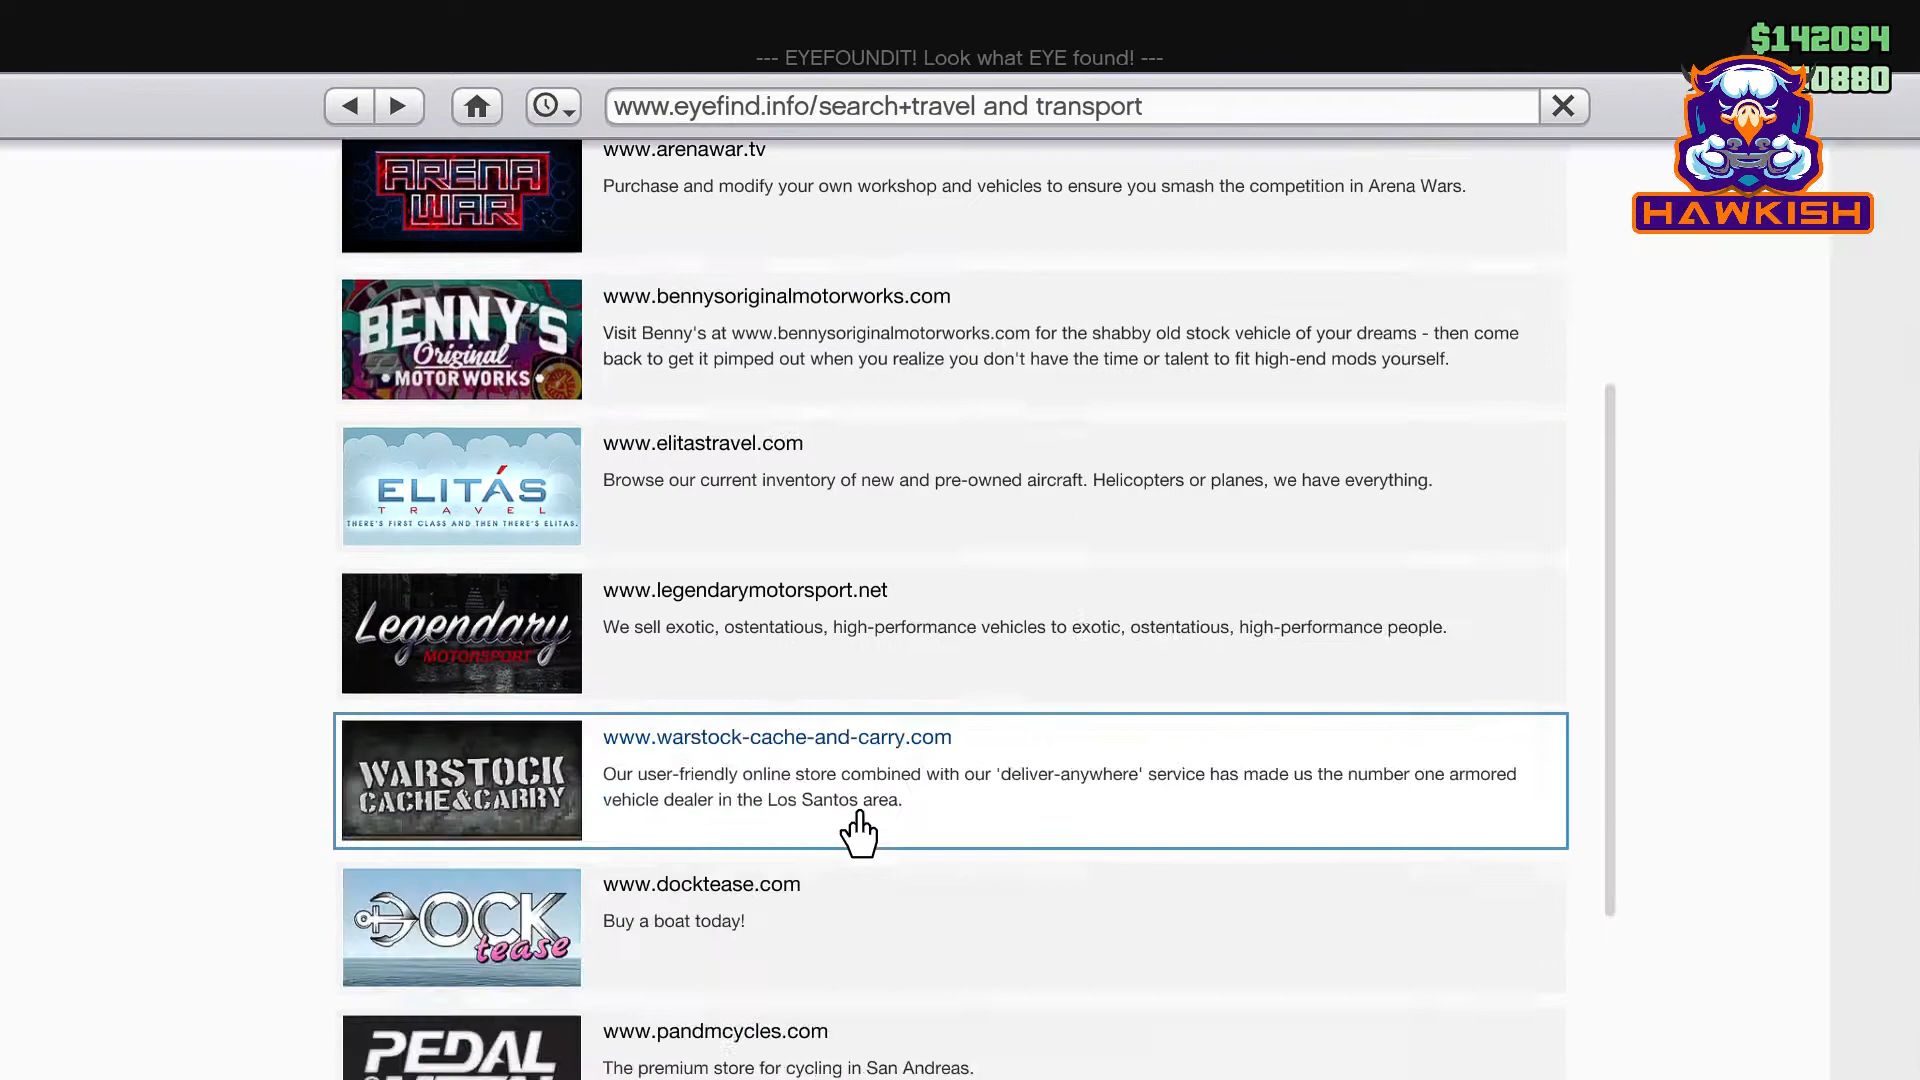 $142094
--- EYEFOUNDIT! Look what EYE found! ---
0880
www.eyefind.info/search+travel and transport
HAWKISH
ARENA
WAR
www.arenawar.tv
Purchase and modify your own workshop and vehicles to ensure you smash the competition in Arena Wars.
BENNY'S
Original
MOTOR WORKS
www.bennysoriginalmotorworks.com
Visit Benny's at www.bennysoriginalmotorworks.com for the shabby old stock vehicle of your dreams - then come
back to get it pimped out when you realize you don't have the time or talent to fit high-end mods yourself.
ELITÁS
TRAVEL
THERE'S FIRST CLASS AND THEN THERE'S ELITAS.
www.elitastravel.com
Browse our current inventory of new and pre-owned aircraft. Helicopters or planes, we have everything.
Legendary
MOTORSPORT
www.legendarymotorsport.net
We sell exotic, ostentatious, high-performance vehicles to exotic, ostentatious, high-performance people.
WARSTOCK
CACHE&CARRY
www.warstock-cache-and-carry.com
Our user-friendly online store combined with our 'deliver-anywhere' service has made us the number one armored
vehicle dealer in the Los Santos area.
DOCK
tease
www.docktease.com
Buy a boat today!
PEDAL
www.pandmcycles.com
The premium store for cycling in San Andreas.